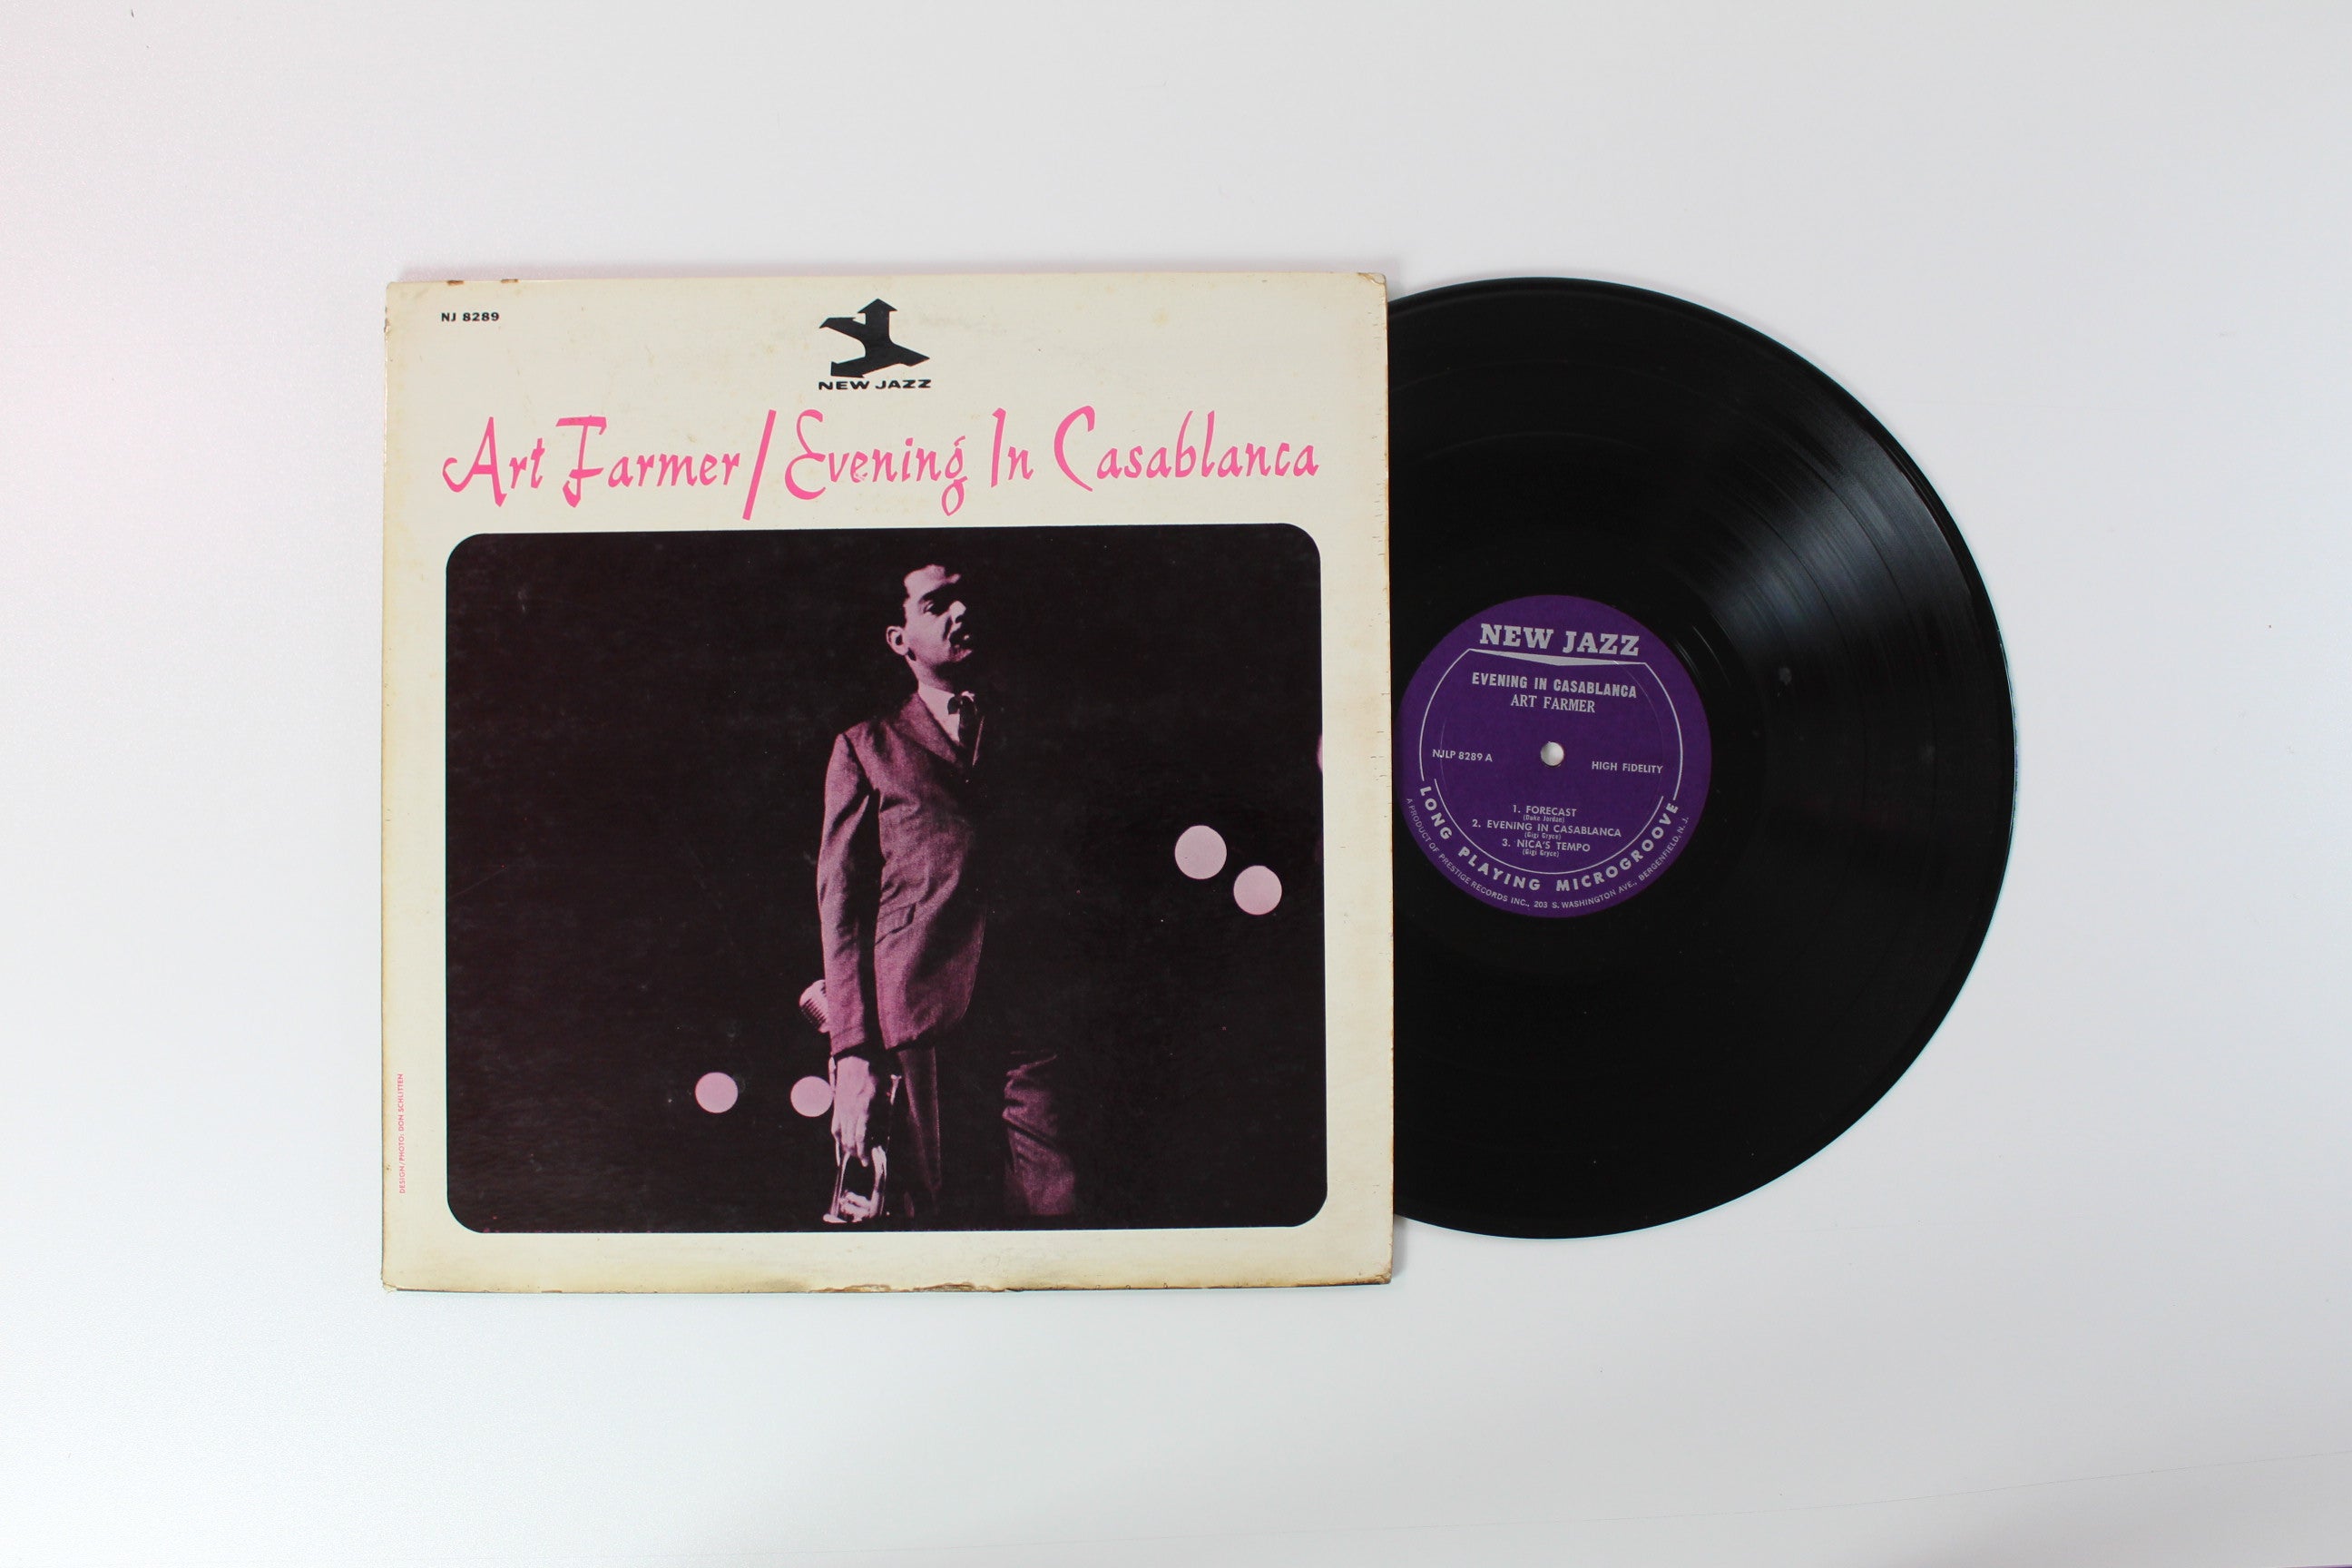 NJ 8289
NEW JAZZ
Art Farmer/Evening In Casablanca
DESIGN/PHOTO: DON SCHLITTEN
NEW JAZZ
EVENING IN CASABLANCA
ART FARMER
NJLP 8289 A
HIGH FIDELITY
1. FORECAST
(Duke Jordan)
2. EVENING IN CASABLANCA
(Gigi Gryce)
3. NICA'S TEMPO
(Gigi Gryce)
LONG PLAYING MICROGROOVE
A PRODUCT OF PRESTIGE RECORDS INC., 203 S. WASHINGTON AVE., BERGENFIELD, N. J.